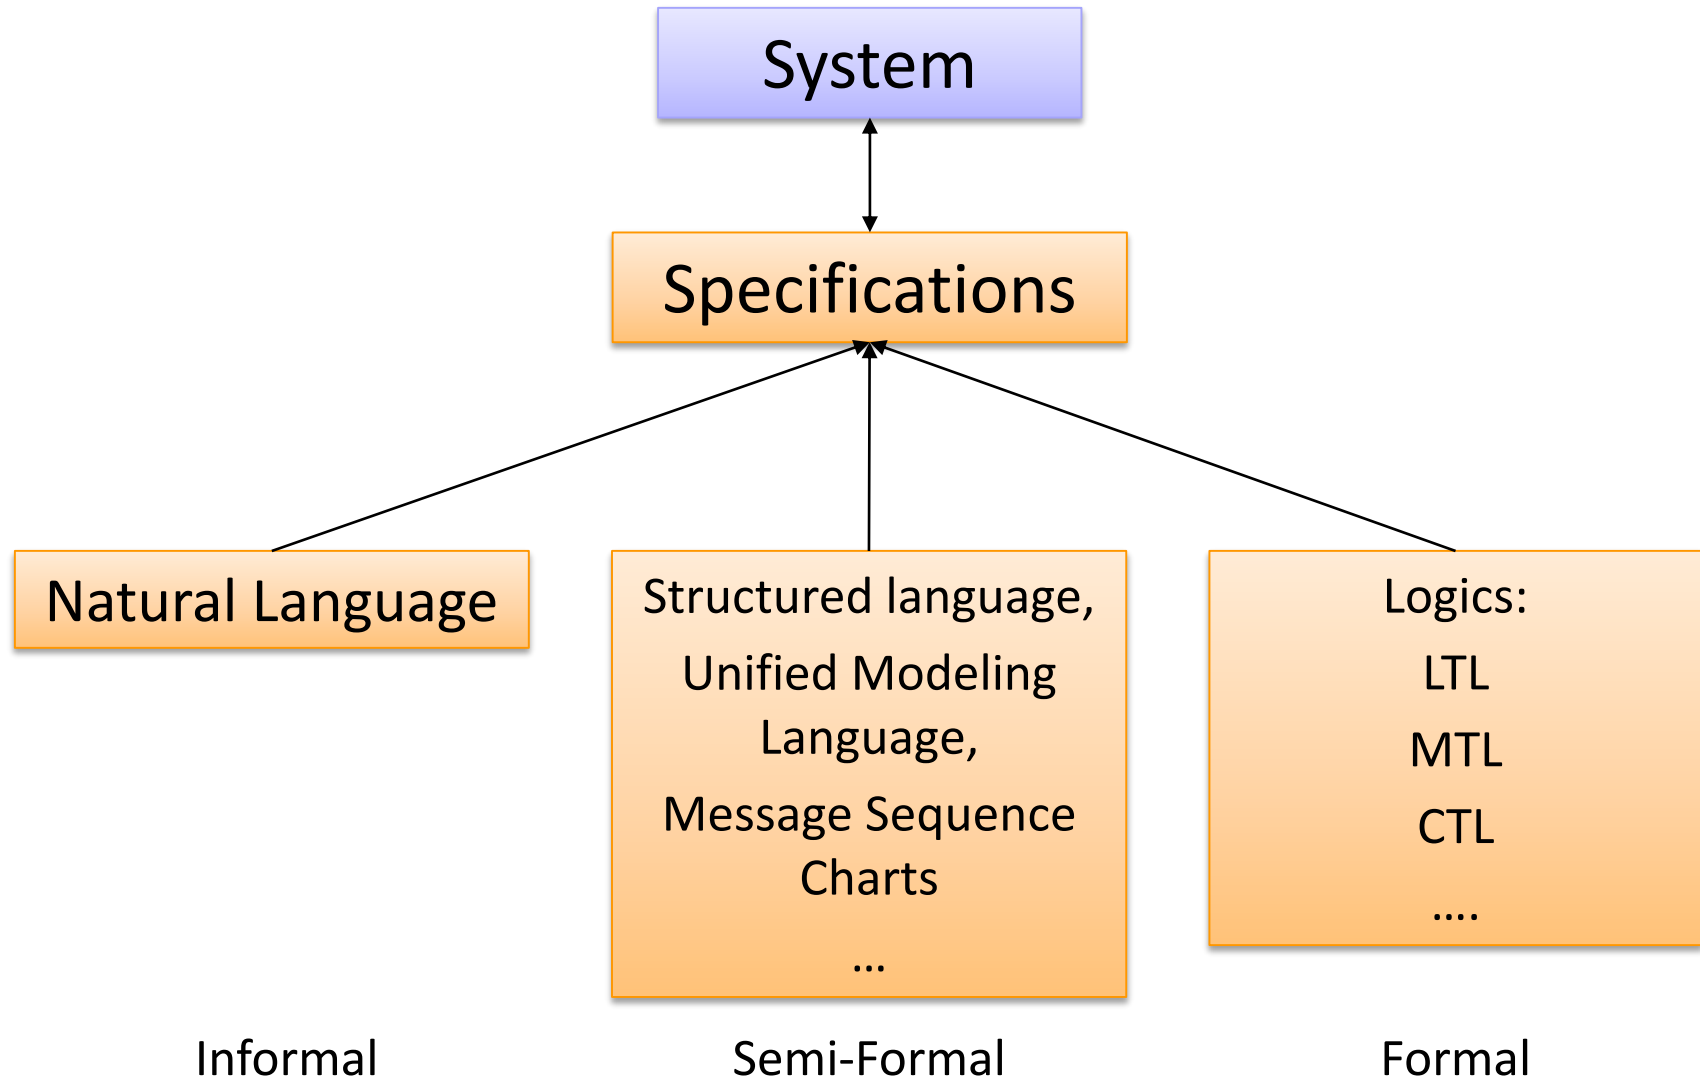 System
Specifications
Natural Language
Structured language,
Unified Modeling
Language,
Message Sequence
Charts
...
Logics:
LTL
MTL
CTL
....
Informal
Semi-Formal
Formal